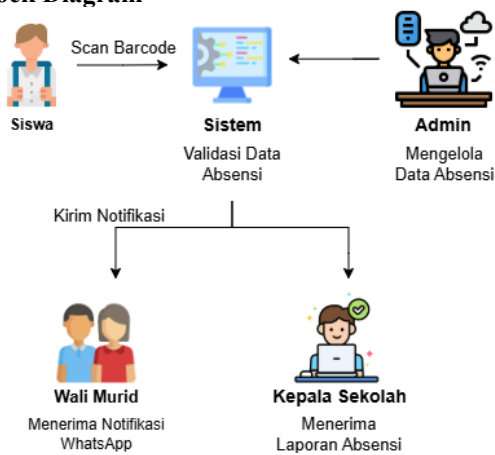 Diagram
Scan Barcode
Siswa
Sistem
Validasi Data
Absensi
Admin
Mengelola
Data Absensi
Kirim Notifikasi
Wali Murid
Menerima Notifikasi
WhatsApp
Kepala Sekolah
Menerima
Laporan Absensi